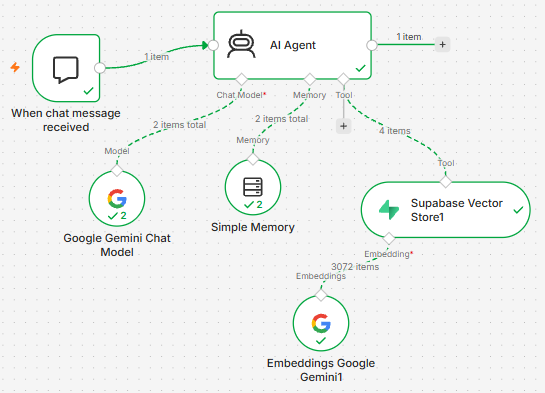 1 item
AI Agent
1 item
+
When chat message
received
Chat Model*
Memory
Tool
+
2 items total
2 items total
4 items
Model
Memory
Tool
2
Google Gemini Chat
Model
2
Simple Memory
Supabase Vector
Store1
Embedding*
3072 items
Embeddings
Embeddings Google
Gemini1